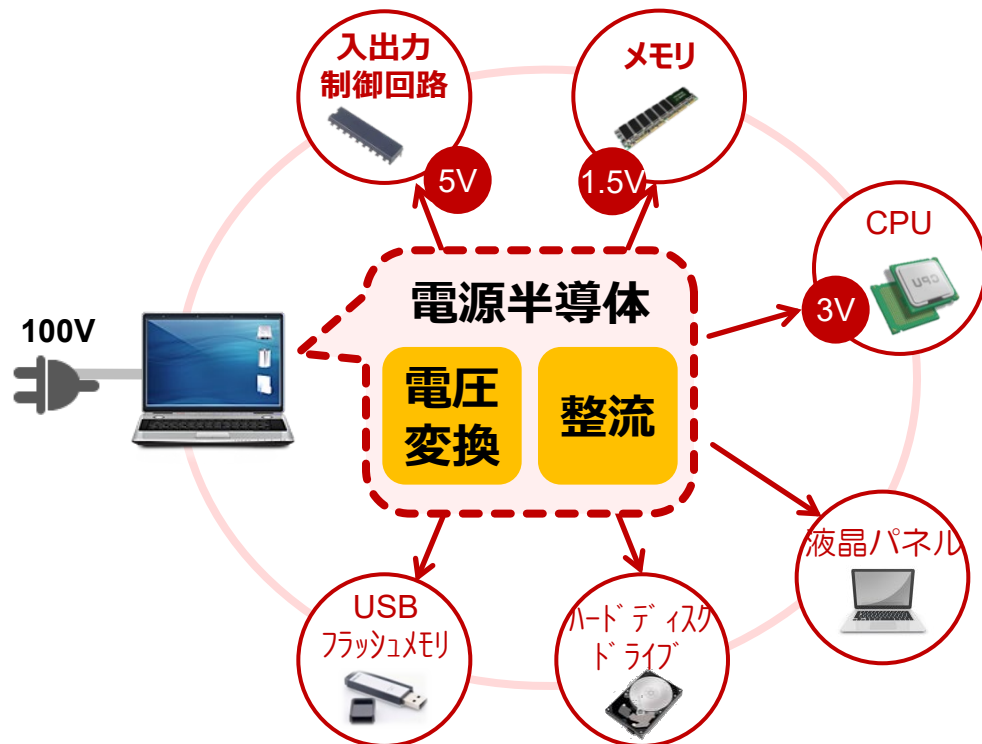 入出力
制御回路
メモリ
5V
1.5V
CPU
3V
電源半導体
100V
電圧
変換
整流
液晶パネル
USB
フラッシュメモリ
ハードディスク
ドライブ